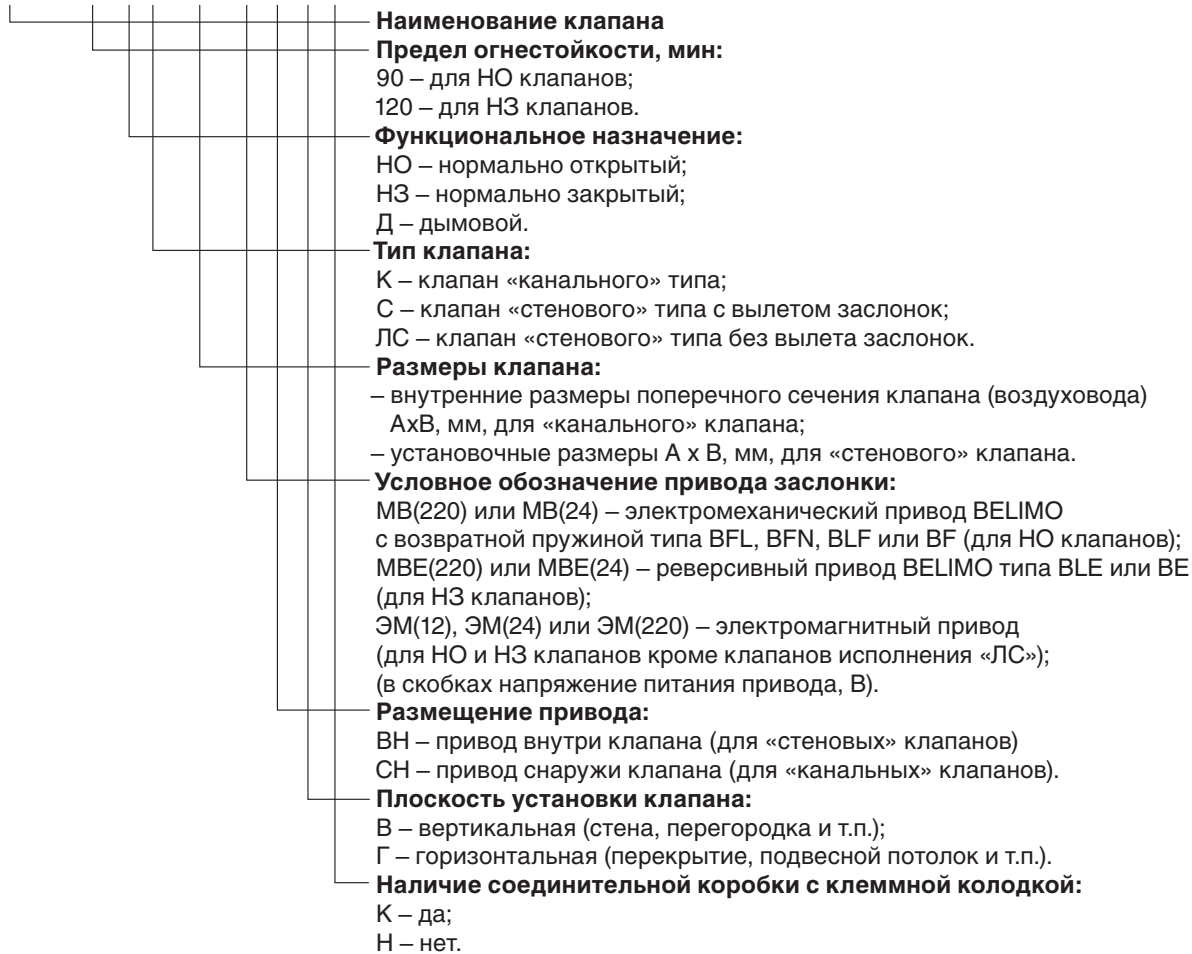 Наименование клапана
Предел огнестойкости, мин:
90 – для НО клапанов;
120 – для НЗ клапанов.
Функциональное назначение:
НО – нормально открытый;
НЗ – нормально закрытый;
Д – дымовой.
Тип клапана:
К – клапан «канального» типа;
С – клапан «стенового» типа с вылетом заслонок;
ЛС – клапан «стенового» типа без вылета заслонок.
Размеры клапана:
– внутренние размеры поперечного сечения клапана (воздуховода)
АхВ, мм, для «канального» клапана;
– установочные размеры А х В, мм, для «стенового» клапана.
Условное обозначение привода заслонки:
МВ(220) или МВ(24) – электромеханический привод BELIMO
с возвратной пружиной типа BFL, BFN, BLF или BF (для НО клапанов);
МВЕ(220) или МВЕ(24) – реверсивный привод BELIMO типа BLE или BE
(для НЗ клапанов);
ЭМ(12), ЭМ(24) или ЭМ(220) – электромагнитный привод
(для НО и НЗ клапанов кроме клапанов исполнения «ЛС»);
(в скобках напряжение питания привода, В).
Размещение привода:
ВН – привод внутри клапана (для «стеновых» клапанов)
СН – привод снаружи клапана (для «канальных» клапанов).
Плоскость установки клапана:
В – вертикальная (стена, перегородка и т.п.);
Г – горизонтальная (перекрытие, подвесной потолок и т.п.).
Наличие соединительной коробки с клеммной колодкой:
К – да;
Н – нет.